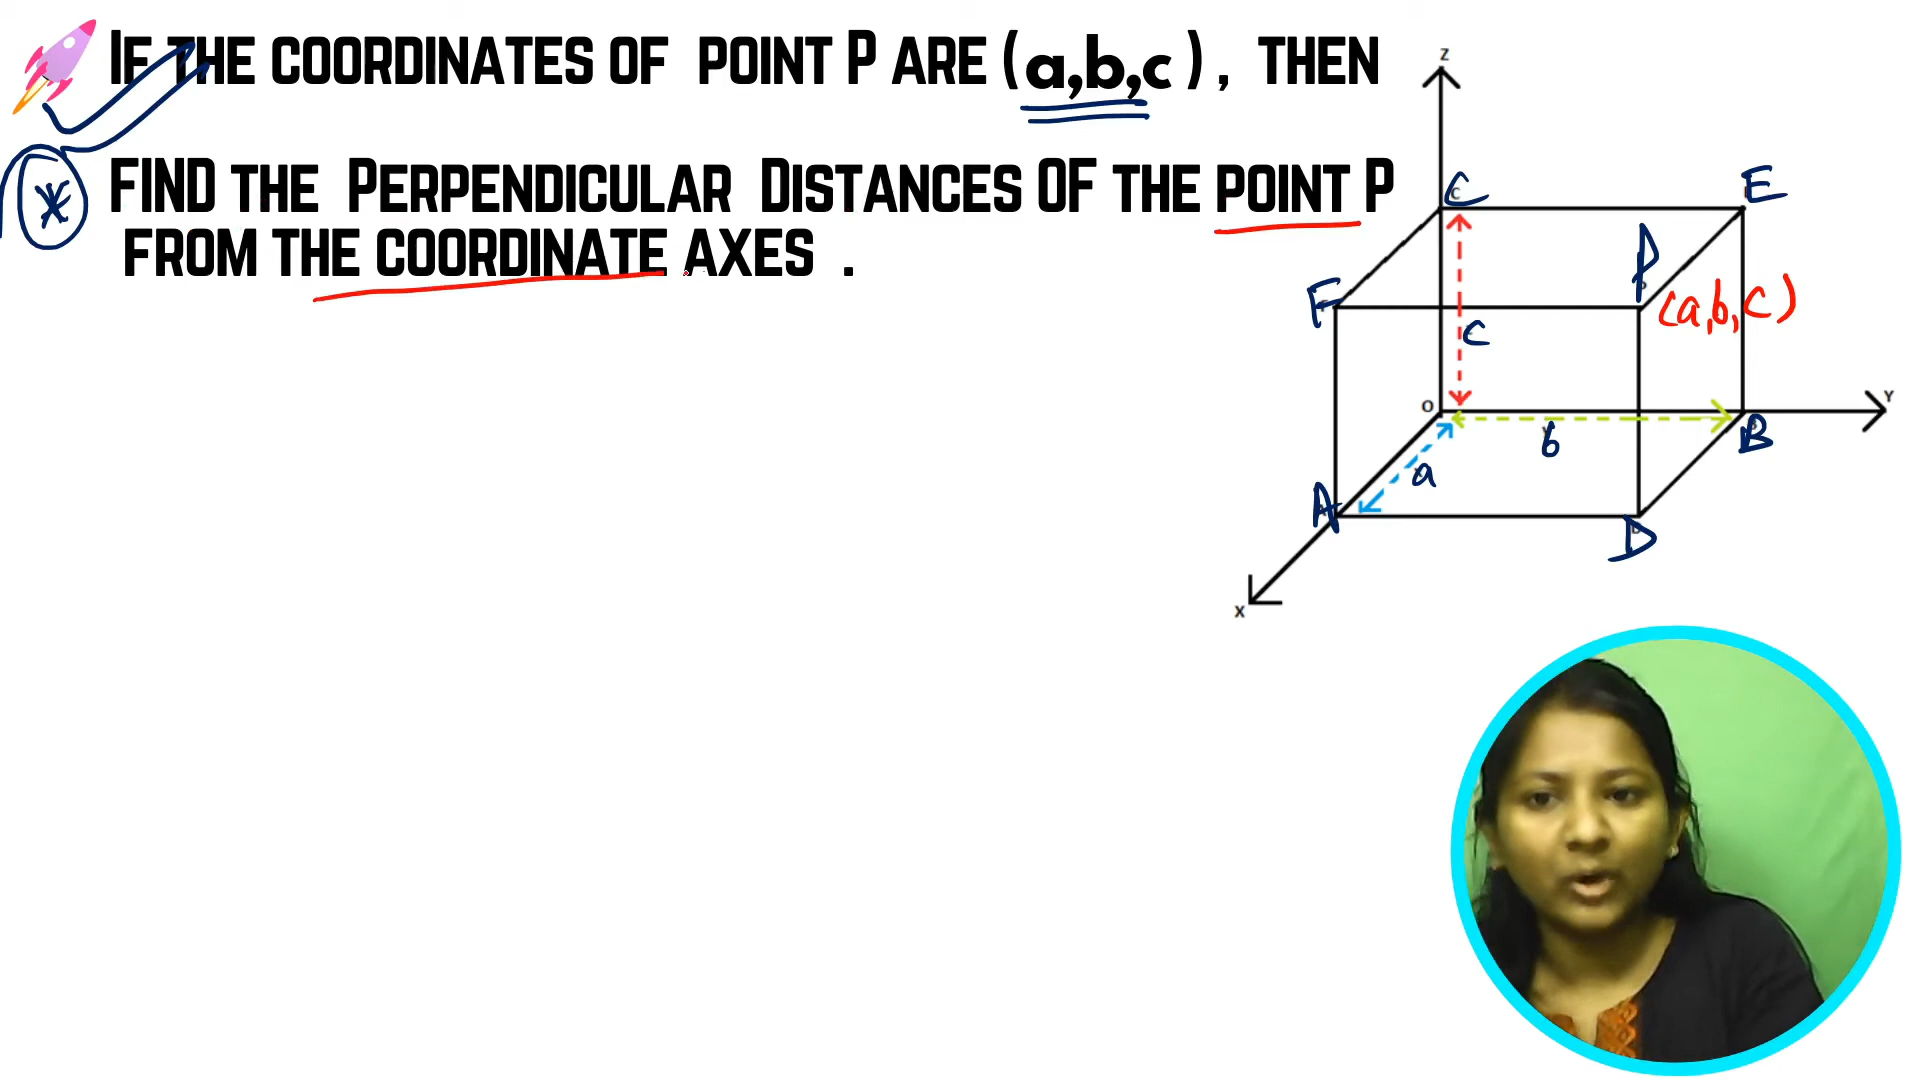 IF THE COORDINATES OF POINT P ARE (a,b,c), THEN
FIND THE PERPENDICULAR DISTANCES OF THE POINT P
FROM THE COORDINATE AXES .
Z
C
E
P
(a,b,c)
F
c
O
Y
b
B
a
A
D
X